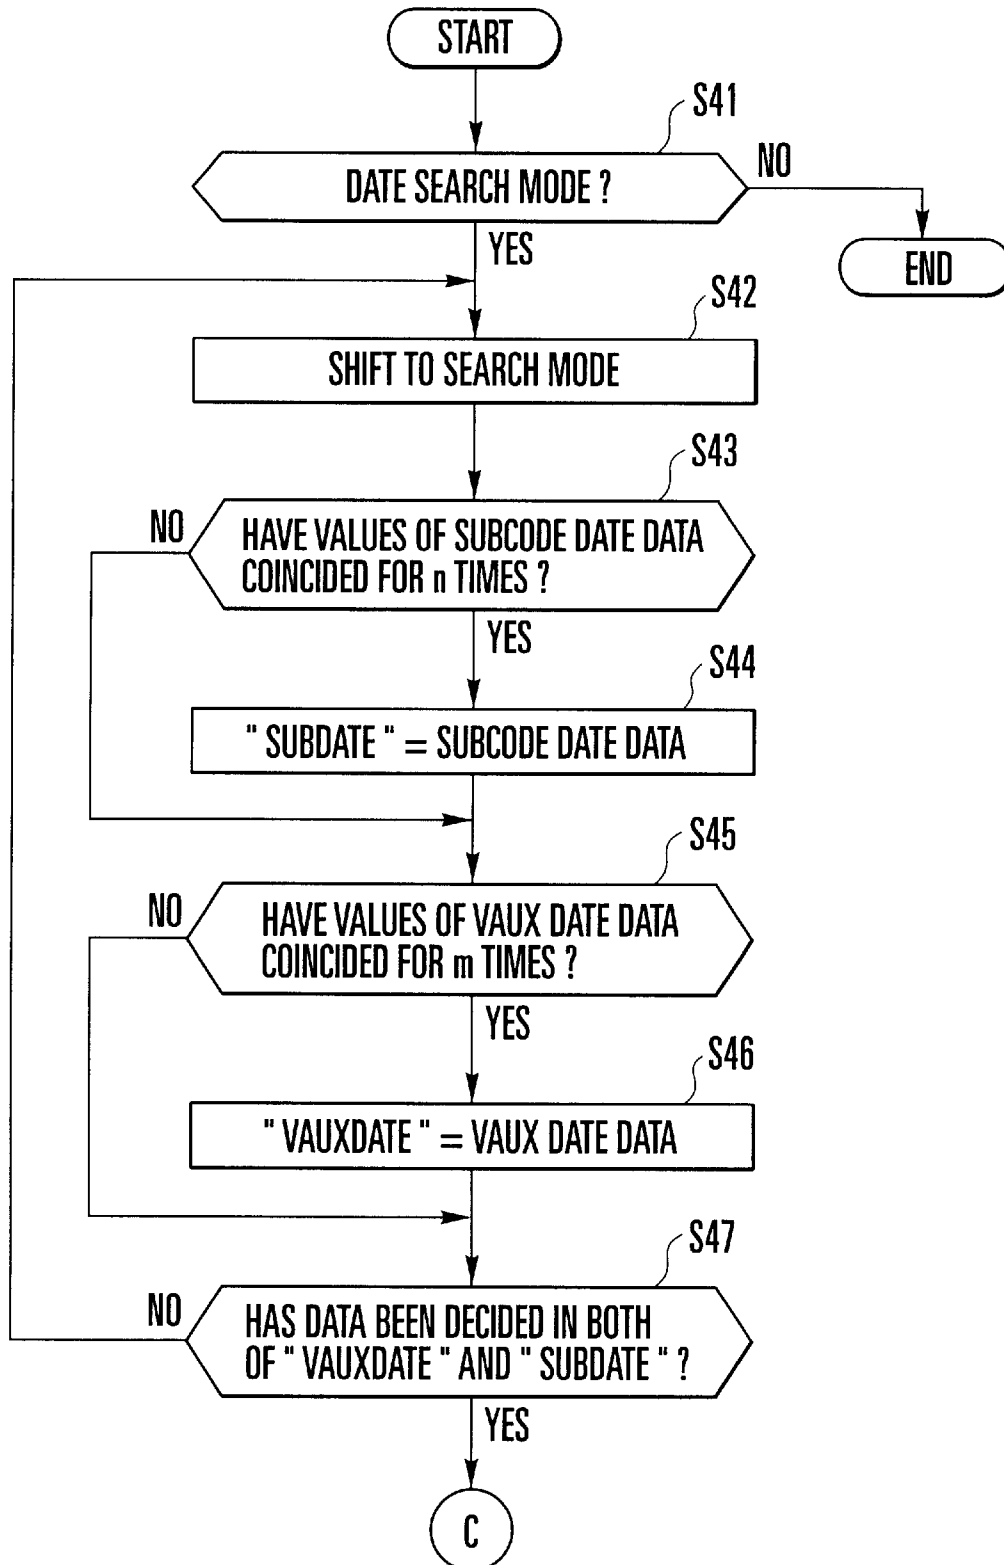 START
S41
DATE SEARCH MODE ?
NO
YES
END
S42
SHIFT TO SEARCH MODE
S43
NO
HAVE VALUES OF SUBCODE DATE DATA
COINCIDED FOR n TIMES ?
YES
S44
" SUBDATE " = SUBCODE DATE DATA
S45
NO
HAVE VALUES OF VAUX DATE DATA
COINCIDED FOR m TIMES ?
YES
S46
" VAUXDATE " = VAUX DATE DATA
S47
NO
HAS DATA BEEN DECIDED IN BOTH
OF " VAUXDATE " AND " SUBDATE " ?
YES
C